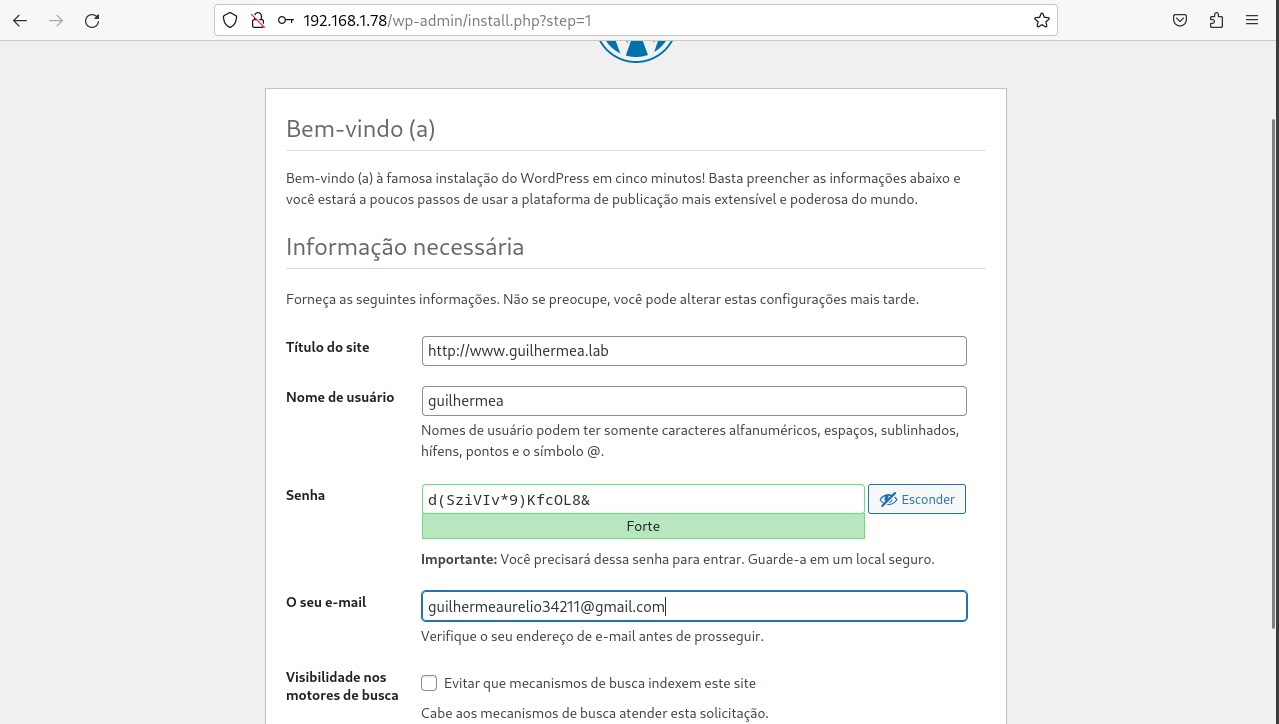 192.168.1.78/wp-admin/install.php?step=1
Bem-vindo (a)
Bem-vindo (a) à famosa instalação do WordPress em cinco minutos! Basta preencher as informações abaixo e
você estará a poucos passos de usar a plataforma de publicação mais extensível e poderosa do mundo.
Informação necessária
Forneça as seguintes informações. Não se preocupe, você pode alterar estas configurações mais tarde.
Título do site
http://www.guilhermea.lab
Nome de usuário
guilhermea
Nomes de usuário podem ter somente caracteres alfanuméricos, espaços, sublinhados,
hífens, pontos e o símbolo @.
Senha
d(SziVIv*9)KfcOL8&
Esconder
Forte
Importante: Você precisará dessa senha para entrar. Guarde-a em um local seguro.
O seu e-mail
guilhermeaurelio34211@gmail.com
Verifique o seu endereço de e-mail antes de prosseguir.
Visibilidade nos
motores de busca
Evitar que mecanismos de busca indexem este site
Cabe aos mecanismos de busca atender esta solicitação.